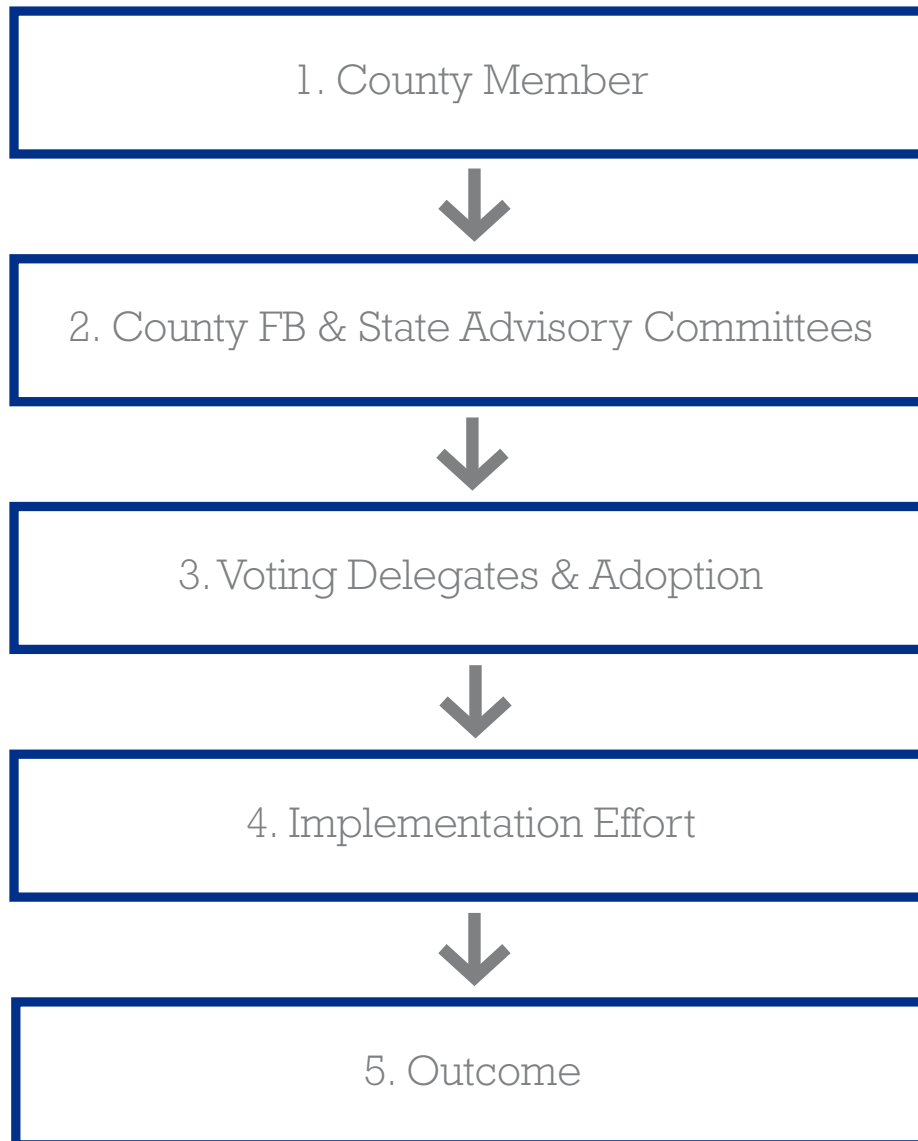 1. County Member
2. County FB & State Advisory Committees
3. Voting Delegates & Adoption
4. Implementation Effort
5. Outcome